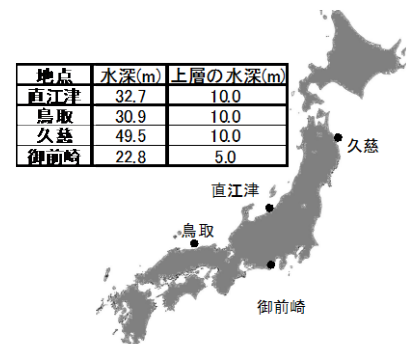 地点 水深(m) 上層の水深(m)
直江津 32.7 10.0
鳥取 30.9 10.0
久慈 49.5 10.0
御前崎 22.8 5.0
久慈
直江津
鳥取
御前崎